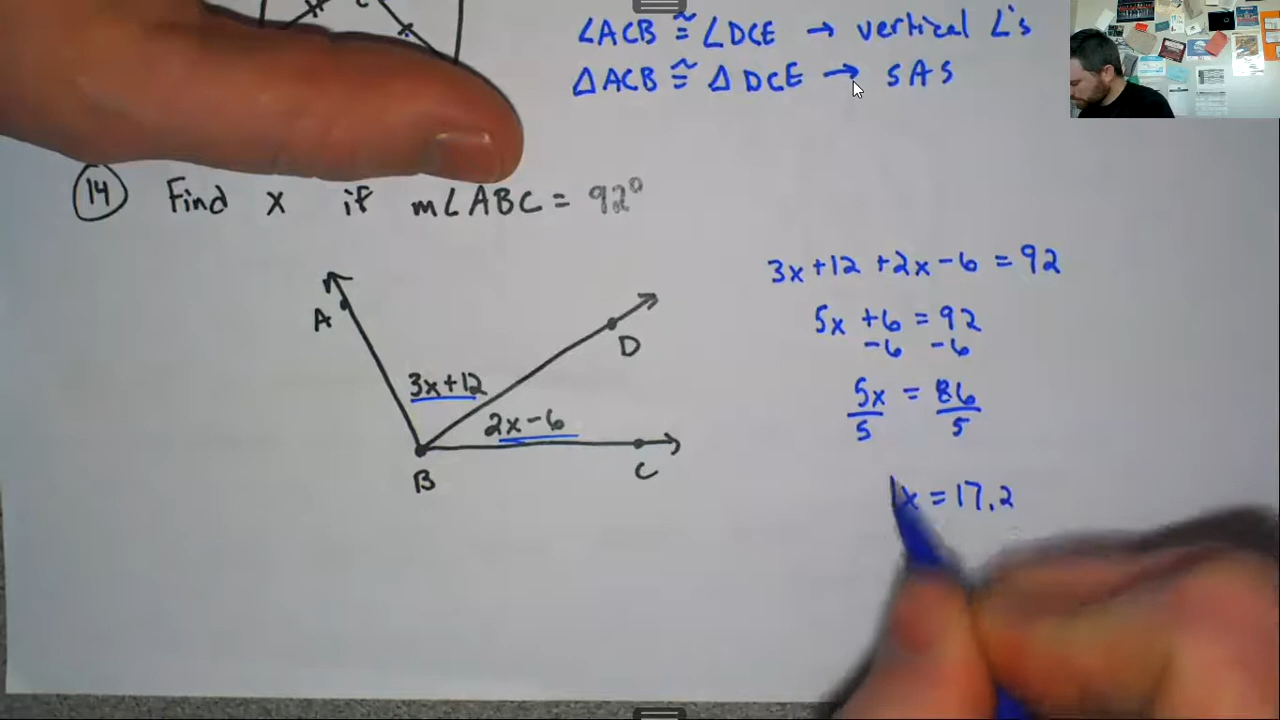 ∠ACB ≅ ∠DCE → vertical ∠'s
△ACB ≅ △DCE → SAS
14 Find x if m∠ABC = 92°
3x+12 +2x-6 = 92
5x +6 = 92
-6 -6
5x = 86
5 5
x = 17.2
A
D
3x+12
2x-6
B
C